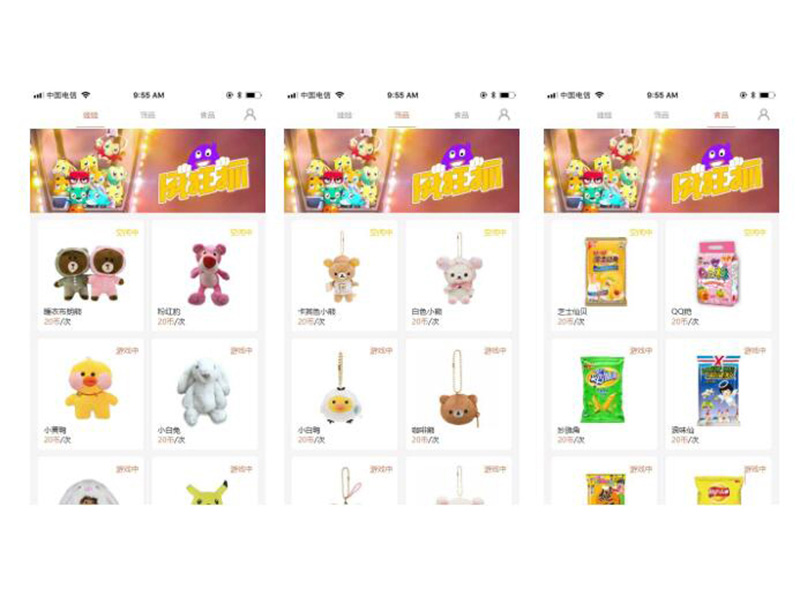 中国电信 9:55 AM
娃娃 饰品 食品
疯狂抓
空闲中 空闲中
睡衣布朗熊 粉红豹
20币/次 20币/次
游戏中 游戏中
小黄鸭 小白兔
20币/次 20币/次
游戏中 游戏中
中国电信 9:55 AM
娃娃 饰品 食品
疯狂抓
空闲中 空闲中
卡其色小熊 白色小熊
20币/次 20币/次
游戏中 游戏中
小白鸭 咖啡熊
20币/次 20币/次
游戏中 游戏中
中国电信 9:55 AM
娃娃 饰品 食品
疯狂抓
空闲中 空闲中
芝士仙贝 QQ糖
20币/次 20币/次
游戏中 游戏中
妙脆角 浪味仙
20币/次 20币/次
游戏中 游戏中